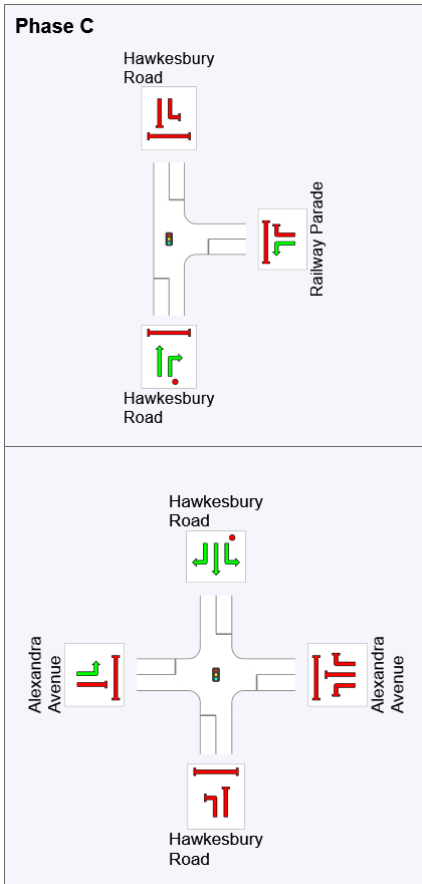 Phase C
Hawkesbury
Road
Railway Parade
Hawkesbury
Road
Hawkesbury
Road
Alexandra
Avenue
Alexandra
Avenue
Hawkesbury
Road